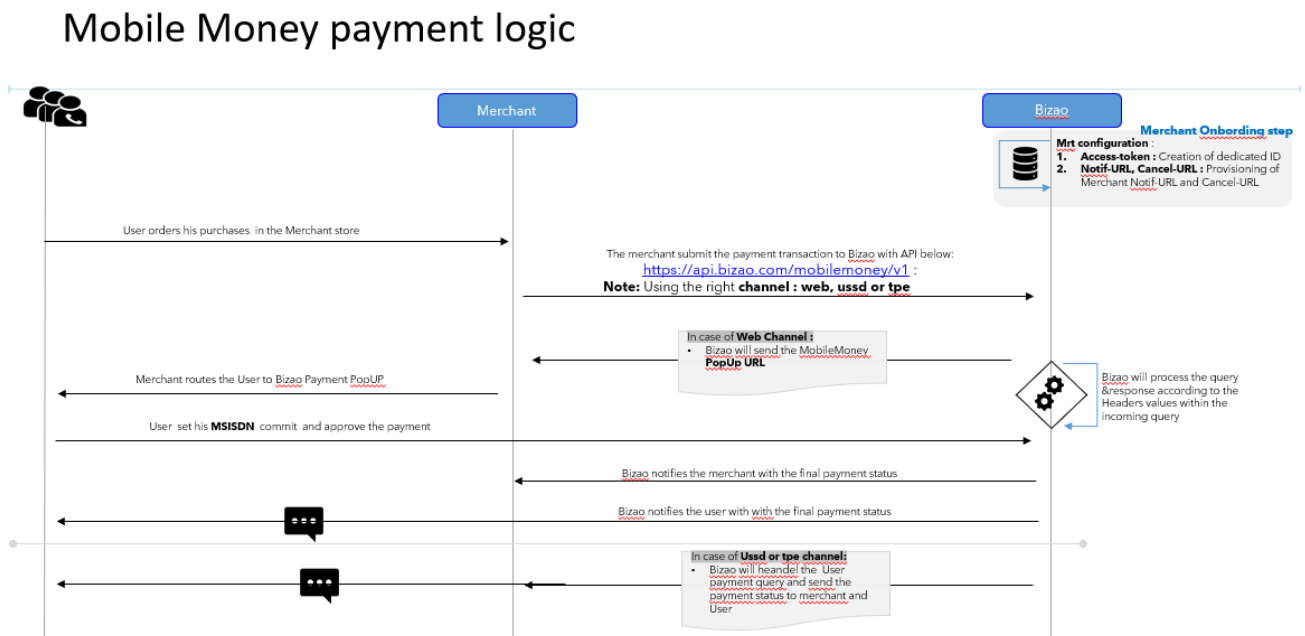 Mobile Money payment logic
Merchant
Bizao
Merchant Onbording step
Mrt configuration :
1. Access-token : Creation of dedicated ID
2. Notif-URL, Cancel-URL : Provisioning of
Merchant Notif-URL and Cancel-URL
User orders his purchases in the Merchant store
The merchant submit the payment transaction to Bizao with API below:
https://api.bizao.com/mobilemoney/v1 :
Note: Using the right channel : web, ussd or tpe
In case of Web Channel :
• Bizao will send the MobileMoney
PopUp URL
Merchant routes the User to Bizao Payment PopUP
Bizao will process the query
&response according to the
Headers values within the
incoming query
User set his MSISDN commit and approve the payment
Bizao notifies the merchant with the final payment status
Bizao notifies the user with with the final payment status
In case of Ussd or tpe channel:
• Bizao will heandel the User
payment query and send the
payment status to merchant and
User